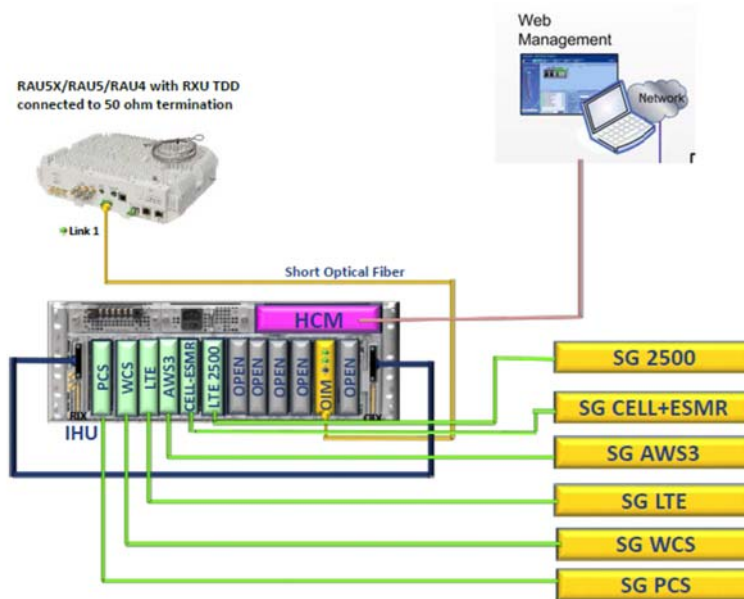 Web
Management
Network
RAU5X/RAU5/RAU4 with RXU TDD
connected to 50 ohm termination
Link 1
Short Optical Fiber
HCM
PCS
WCS
LTE
AWS3
CELL-ESMR
LTE 2500
OPEN
OPEN
OPEN
OPEN
OIM
OPEN
IHU
SG 2500
SG CELL+ESMR
SG AWS3
SG LTE
SG WCS
SG PCS